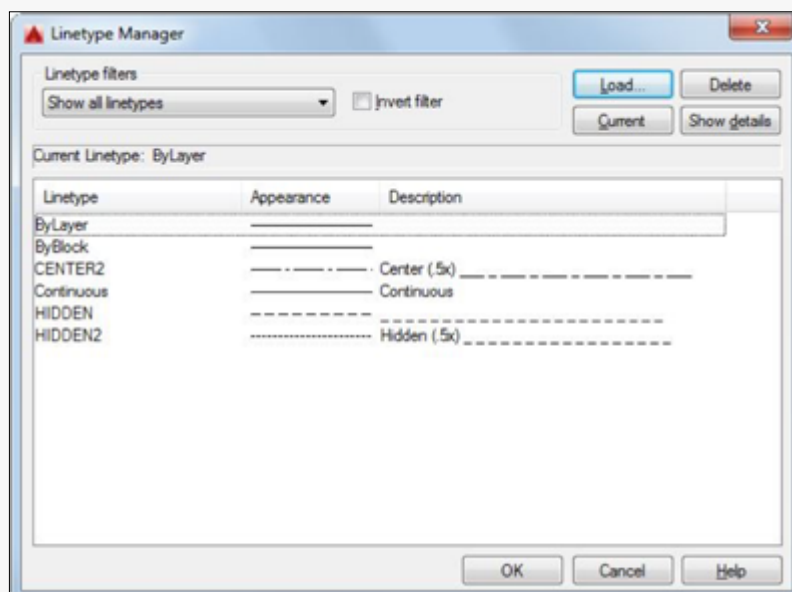 Linetype Manager
Linetype filters
Show all linetypes
Invert filter
Load...
Delete
Current
Show details
Current Linetype: ByLayer
Linetype Appearance Description
ByLayer
ByBlock
CENTER2 Center (.5x)
Continuous Continuous
HIDDEN
HIDDEN2 Hidden (.5x)
OK Cancel Help